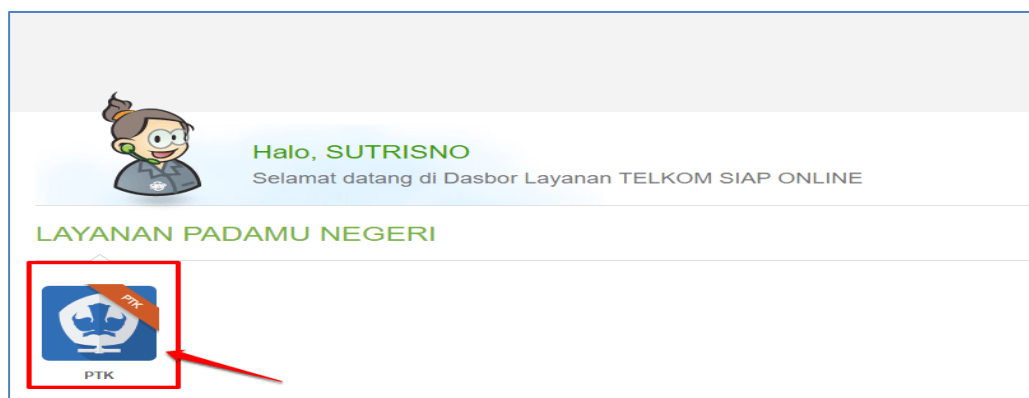 Halo, SUTRISNO
Selamat datang di Dasbor Layanan TELKOM SIAP ONLINE
LAYANAN PADAMU NEGERI
PTK
PTK